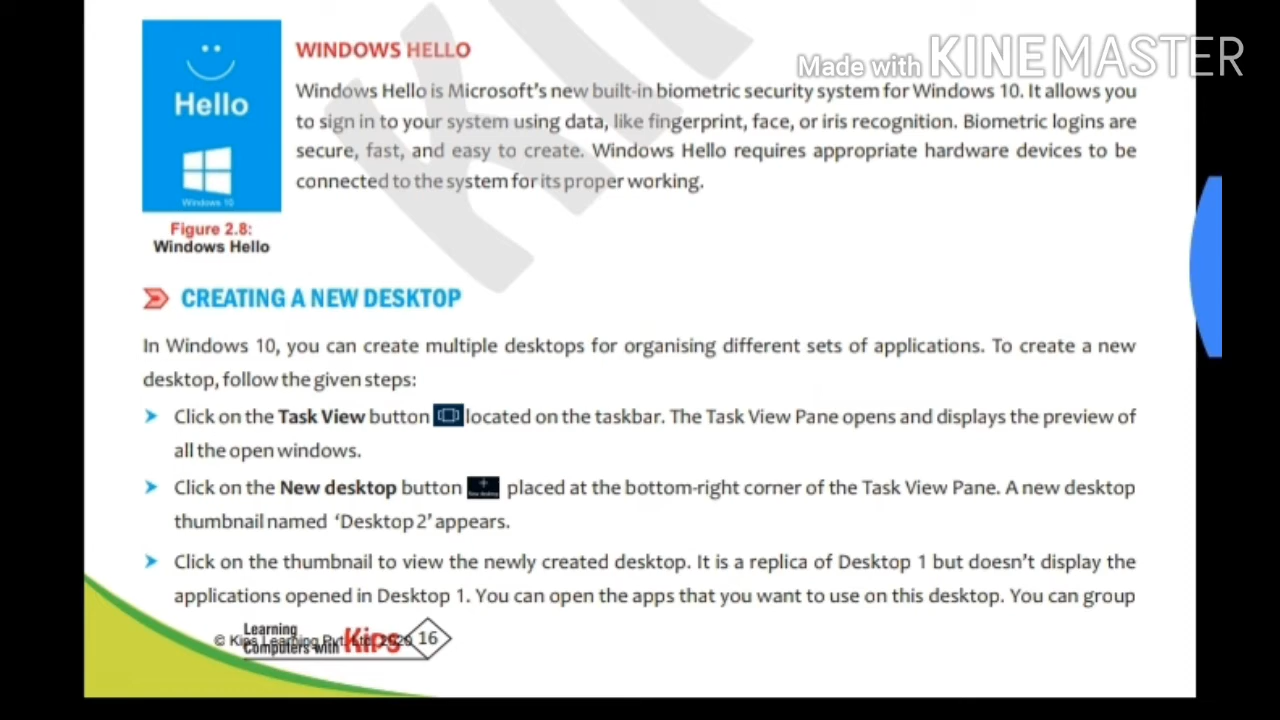 Made with KINEMASTER
Hello
Windows 10
Figure 2.8:
Windows Hello
WINDOWS HELLO
Windows Hello is Microsoft's new built-in biometric security system for Windows 10. It allows you
to sign in to your system using data, like fingerprint, face, or iris recognition. Biometric logins are
secure, fast, and easy to create. Windows Hello requires appropriate hardware devices to be
connected to the system for its proper working.
CREATING A NEW DESKTOP
In Windows 10, you can create multiple desktops for organising different sets of applications. To create a new
desktop, follow the given steps:
Click on the Task View button located on the taskbar. The Task View Pane opens and displays the preview of
all the open windows.
Click on the New desktop button placed at the bottom-right corner of the Task View Pane. A new desktop
thumbnail named ‘Desktop 2’ appears.
Click on the thumbnail to view the newly created desktop. It is a replica of Desktop 1 but doesn’t display the
applications opened in Desktop 1. You can open the apps that you want to use on this desktop. You can group
Learning
Computers with Kips 16
© Kips Learning Pvt. Ltd. 2020